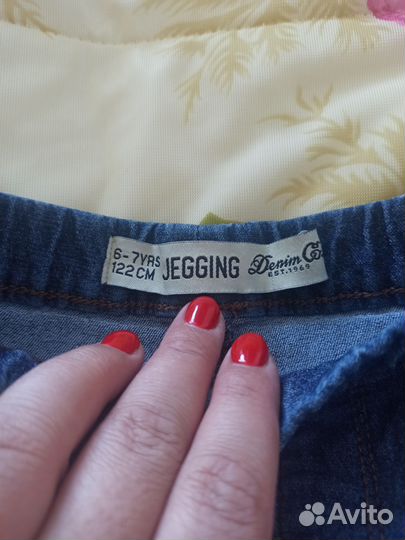 6-7YRS
122CM
JEGGING
Denim Co
EST.1969
Avito